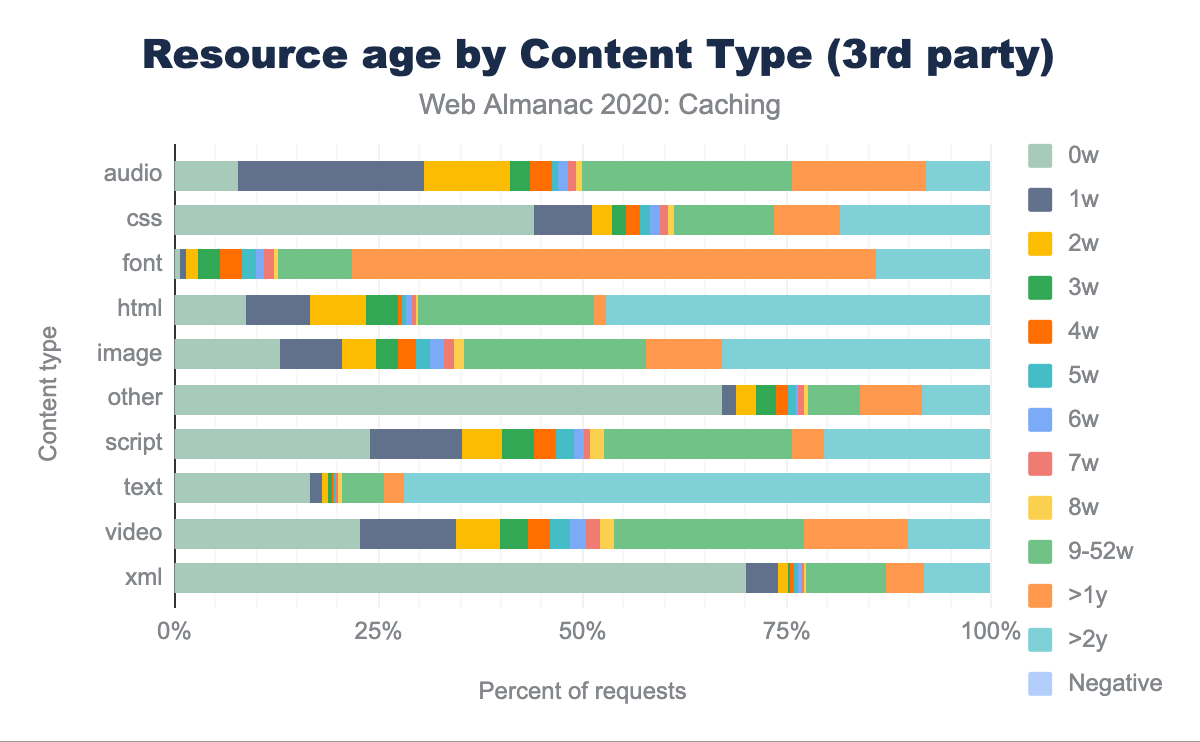 Resource age by Content Type (3rd party)
Web Almanac 2020: Caching
Content type
audio
css
font
html
image
other
script
text
video
xml
0%
25%
50%
75%
100%
Percent of requests
0w
1w
2w
3w
4w
5w
6w
7w
8w
9-52w
>1y
>2y
Negative